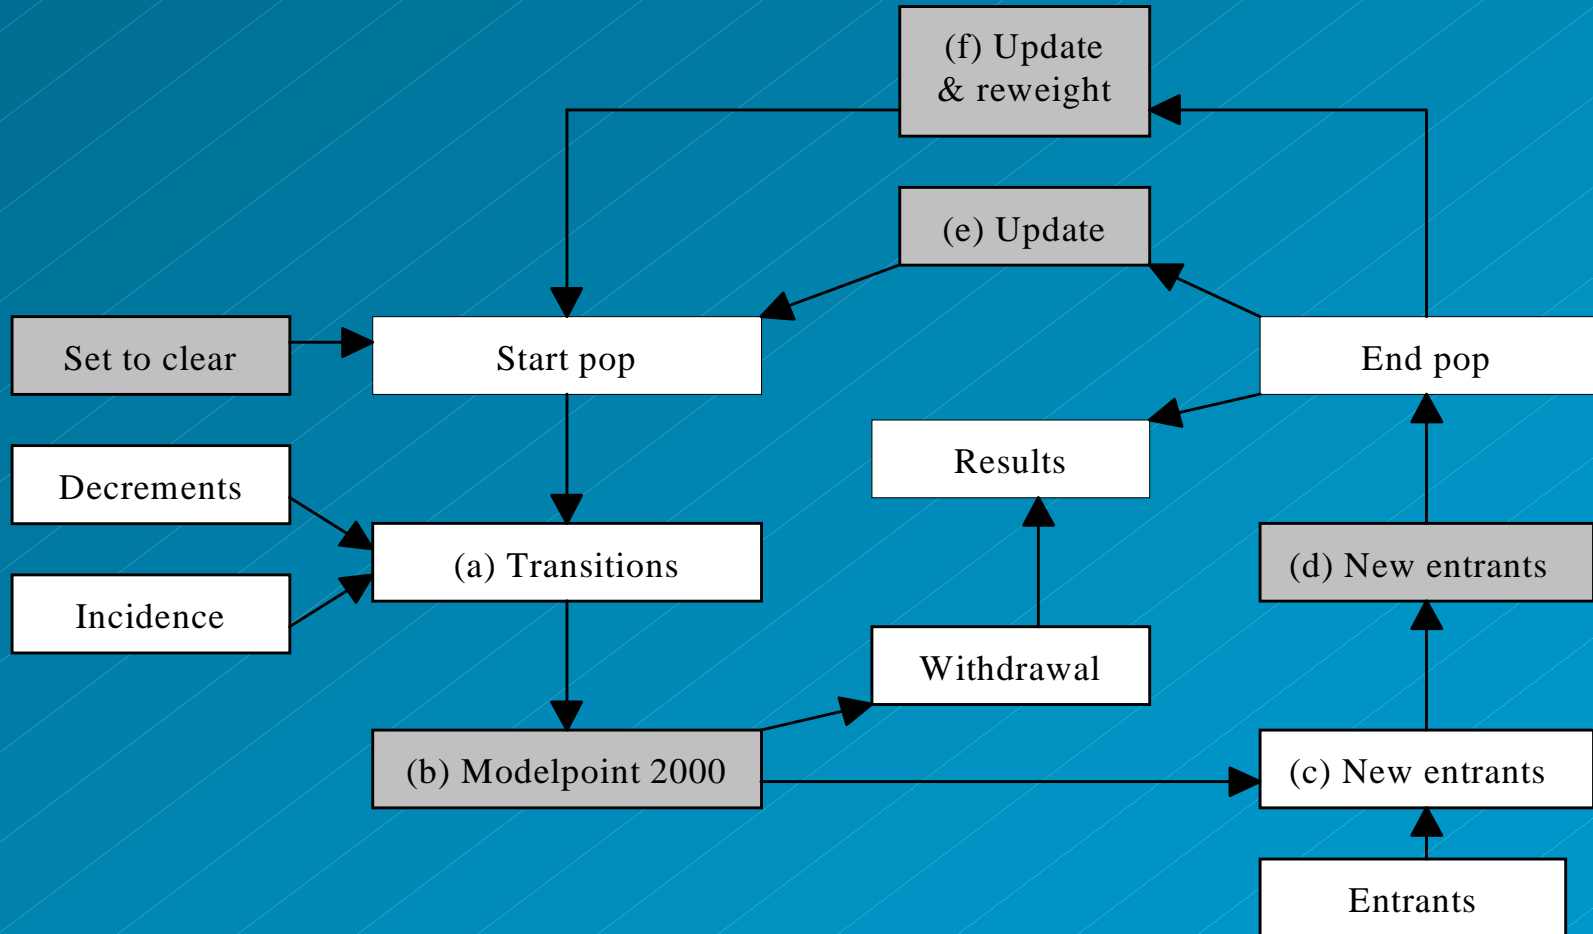 (f) Update
& reweight
(e) Update
Set to clear
Start pop
End pop
Decrements
Results
(a) Transitions
(d) New entrants
Incidence
Withdrawal
(b) Modelpoint 2000
(c) New entrants
Entrants